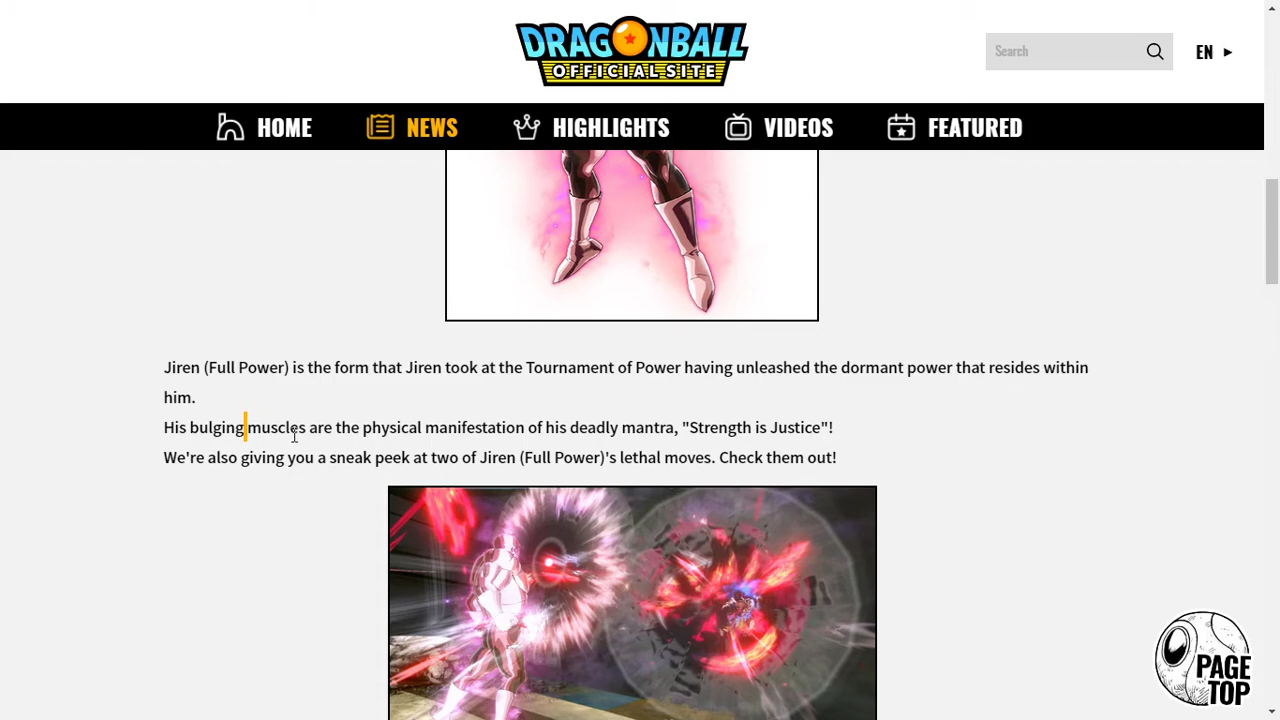 DRAGONBALL
OFFICIAL SITE
Search
EN ►
HOME NEWS HIGHLIGHTS VIDEOS FEATURED
Jiren (Full Power) is the form that Jiren took at the Tournament of Power having unleashed the dormant power that resides within
him.
His bulging muscles are the physical manifestation of his deadly mantra, "Strength is Justice"!
We're also giving you a sneak peek at two of Jiren (Full Power)'s lethal moves. Check them out!
PAGE
TOP